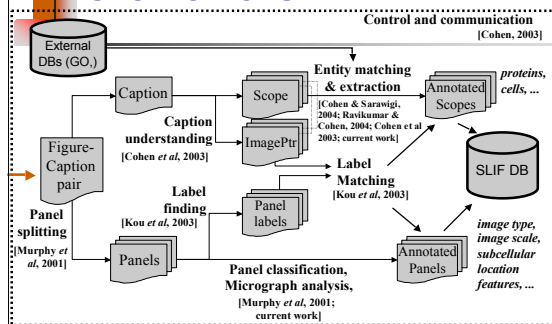 Control and communication
[Cohen, 2003]
External
DBs (GO,)
Entity matching
& extraction
[Cohen & Sarawigi,
2004; Ravikumar &
Cohen, 2004; Cohen et al
2003; current work]
proteins,
cells, ...
Caption
Scope
Annotated
Scopes
Caption
understanding
[Cohen et al, 2003]
ImagePtr
Figure-
Caption
pair
Label
Matching
[Kou et al, 2003]
SLIF DB
Label
finding
[Kou et al, 2003]
Panel
labels
Panel
splitting
[Murphy et
al, 2001]
Panels
Panel classification,
Micrograph analysis,
[Murphy et al, 2001;
current work]
Annotated
Panels
image type,
image scale,
subcellular
location
features, ...